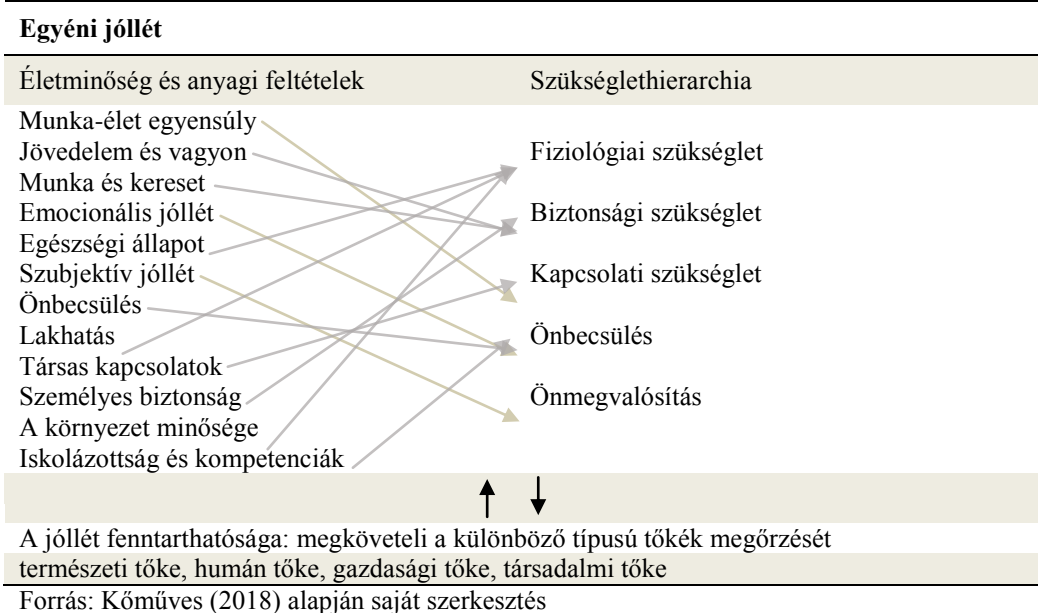 Egyéni jóllét
Életminőség és anyagi feltételek
Szükséglethierarchia
Munka-élet egyensúly
Jövedelem és vagyon
Munka és kereset
Emocionális jóllét
Egészségi állapot
Szubjektív jóllét
Önbecsülés
Lakhatás
Társas kapcsolatok
Személyes biztonság
A környezet minősége
Iskolázottság és kompetenciák
Fiziológiai szükséglet
Biztonsági szükséglet
Kapcsolati szükséglet
Önbecsülés
Önmegvalósítás
A jóllét fenntarthatósága: megköveteli a különböző típusú tőkék megőrzését
természeti tőke, humán tőke, gazdasági tőke, társadalmi tőke
Forrás: Kőműves (2018) alapján saját szerkesztés